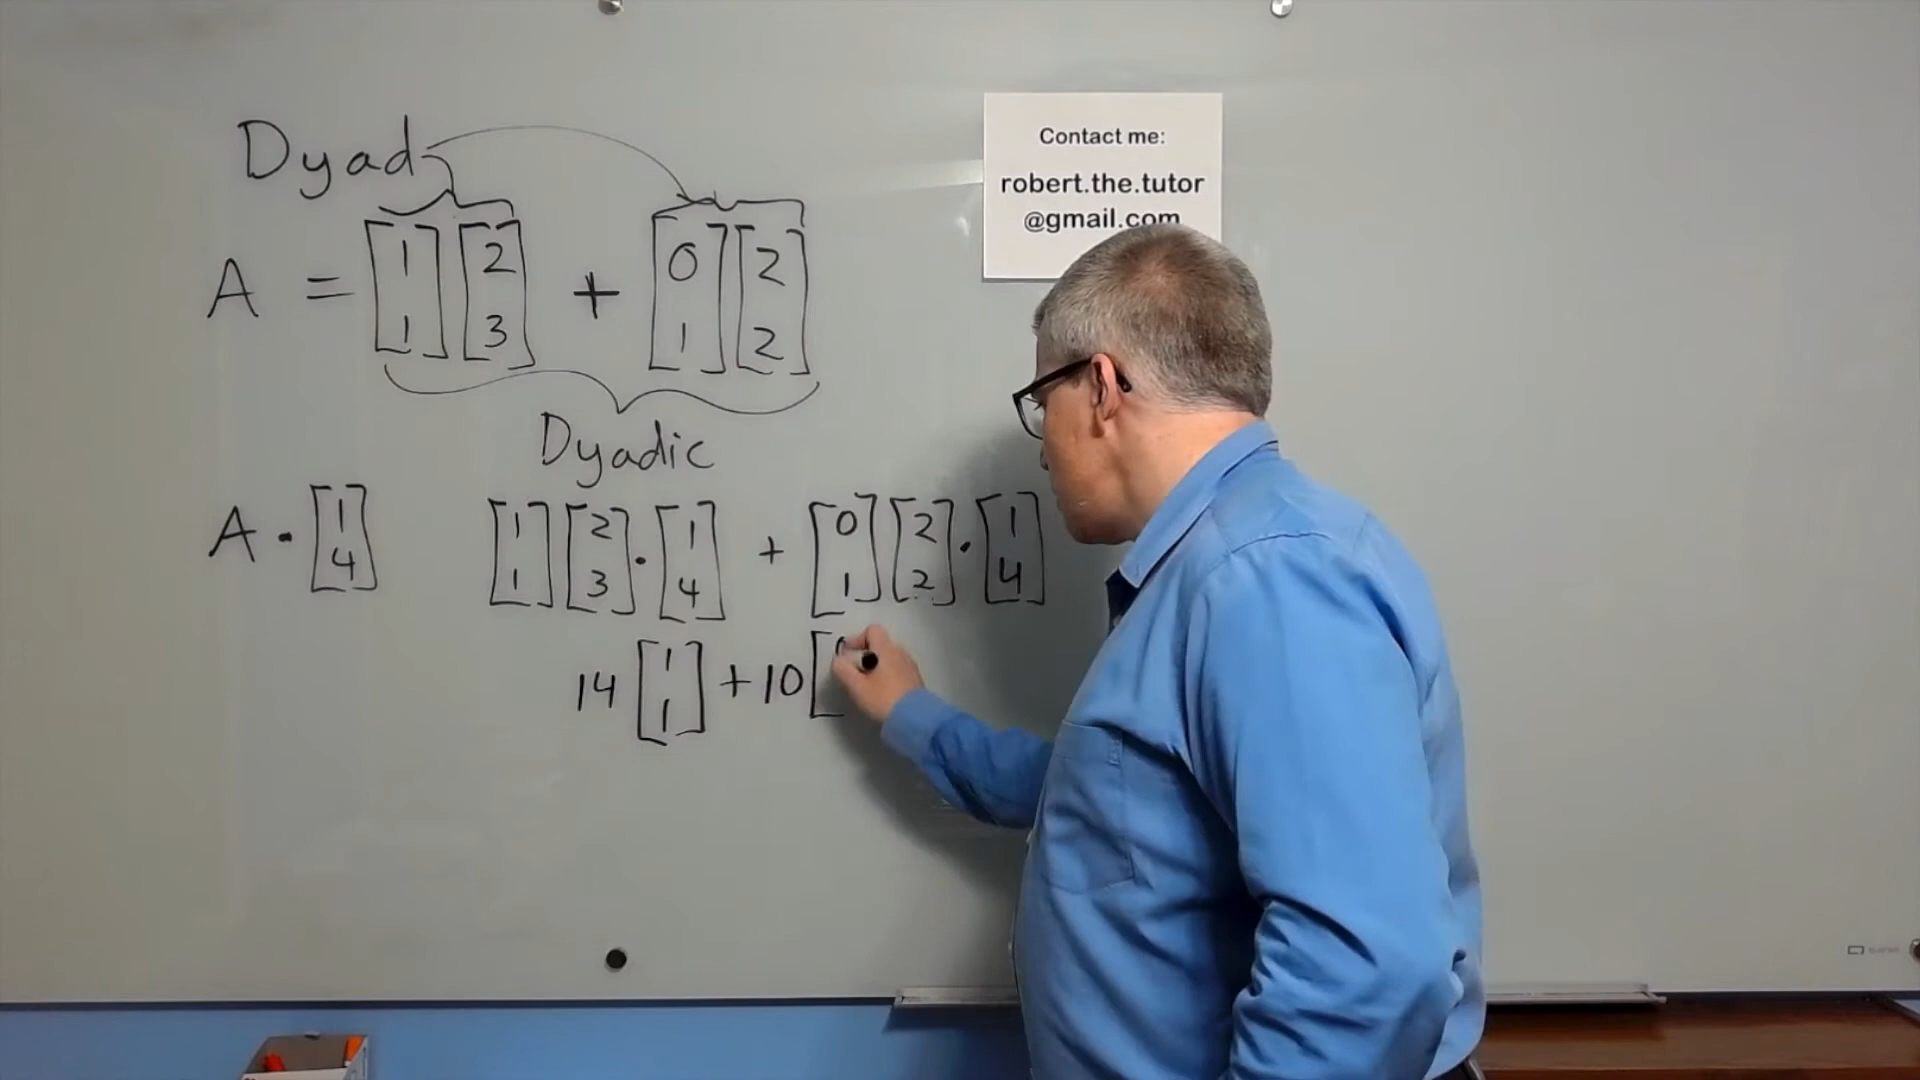 Contact me:
robert.the.tutor
@gmail.com
Dyad
A = [1 1] [2 3] + [0 1] [2 2]
Dyadic
A · [1 4] [1 1] [2 3] · [1 4] + [0 1] [2 2] · [1 4]
14 [1 1] + 10 [